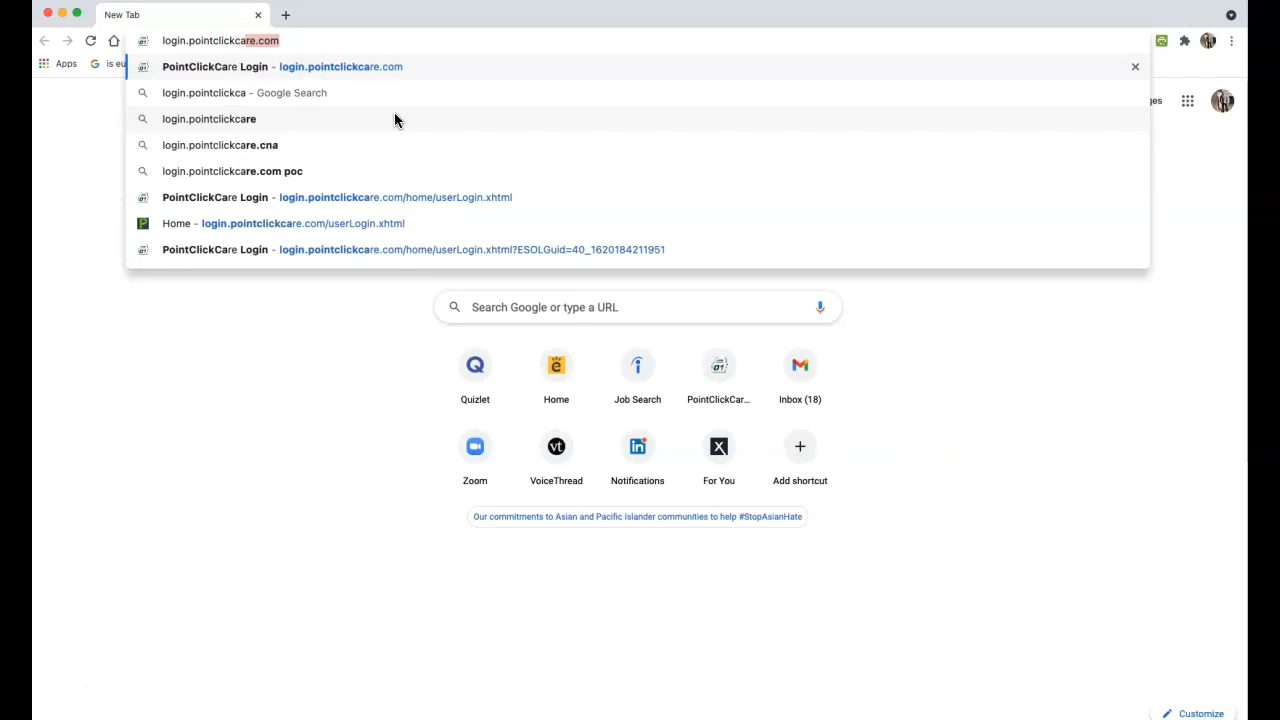 New Tab
login.pointclickcare.com
Apps
is eu
PointClickCare Login - login.pointclickcare.com
login.pointclickca - Google Search
login.pointclickcare
login.pointclickcare.cna
login.pointclickcare.com poc
PointClickCare Login - login.pointclickcare.com/home/userLogin.xhtml
Home - login.pointclickcare.com/userLogin.xhtml
PointClickCare Login - login.pointclickcare.com/home/userLogin.xhtml?ESOLGuid=40_1620184211951
ges
Search Google or type a URL
Quizlet
Home
Job Search
PointClickCar...
Inbox (18)
Zoom
VoiceThread
Notifications
For You
Add shortcut
Our commitments to Asian and Pacific Islander communities to help #StopAsianHate
Customize